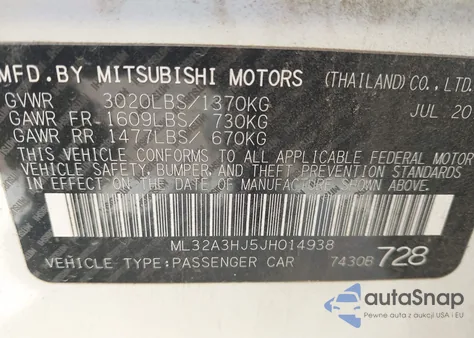 MFD.BY MITSUBISHI MOTORS (THAILAND) CO., LTD.
GVWR 3020LBS/1370KG JUL 20
GAWR FR-1609LBS/ 730KG
GAWR RR 1477LBS/ 670KG
THIS VEHICLE CONFORMS TO ALL APPLICABLE FEDERAL MOTOR
VEHICLE SAFETY, BUMPER, AND THEFT PREVENTION STANDARDS
IN EFFECT ON THE DATE OF MANUFACTURE SHOWN ABOVE.
ML32A3HJ5JH014938
VEHICLE TYPE:PASSENGER CAR 7430B 728
autaSnap
Pewne auta z aukcji USA i EU